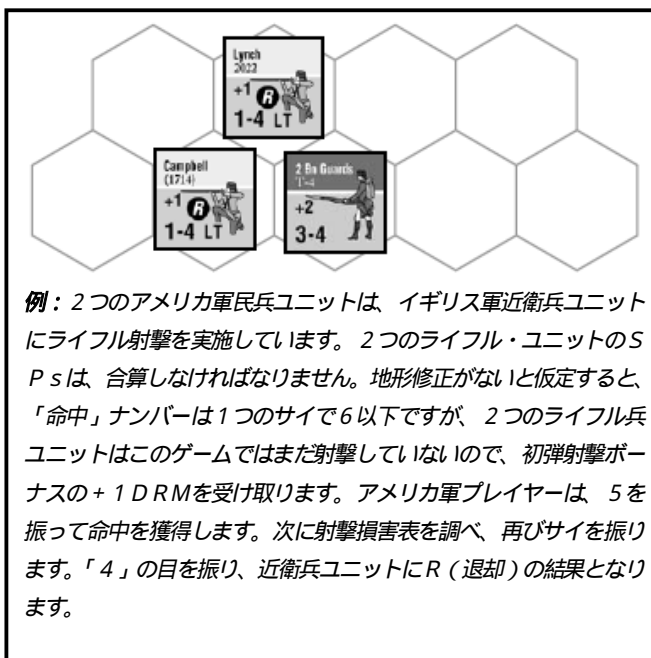 Lynch
2022
+1 R
1-4 LT
Campbell
(1714)
+1 R
1-4 LT
2 Bn Guards
T-4
+2
3-4
例：２つのアメリカ軍民兵ユニットは、イギリス軍近衛兵ユニット
にライフル射撃を実施しています。２つのライフル・ユニットのＳ
Ｐｓは、合算しなければなりません。地形修正がないと仮定すると、
「命中」ナンバーは１つのサイで６以下ですが、２つのライフル兵
ユニットはこのゲームではまだ射撃していないので、初弾射撃ボー
ナスの＋１ＤＲＭを受け取ります。アメリカ軍プレイヤーは、５を
振って命中を獲得します。次に射撃損害表を調べ、再びサイを振り
ます。「４」の目を振り、近衛兵ユニットにＲ（退却）の結果となり
ます。